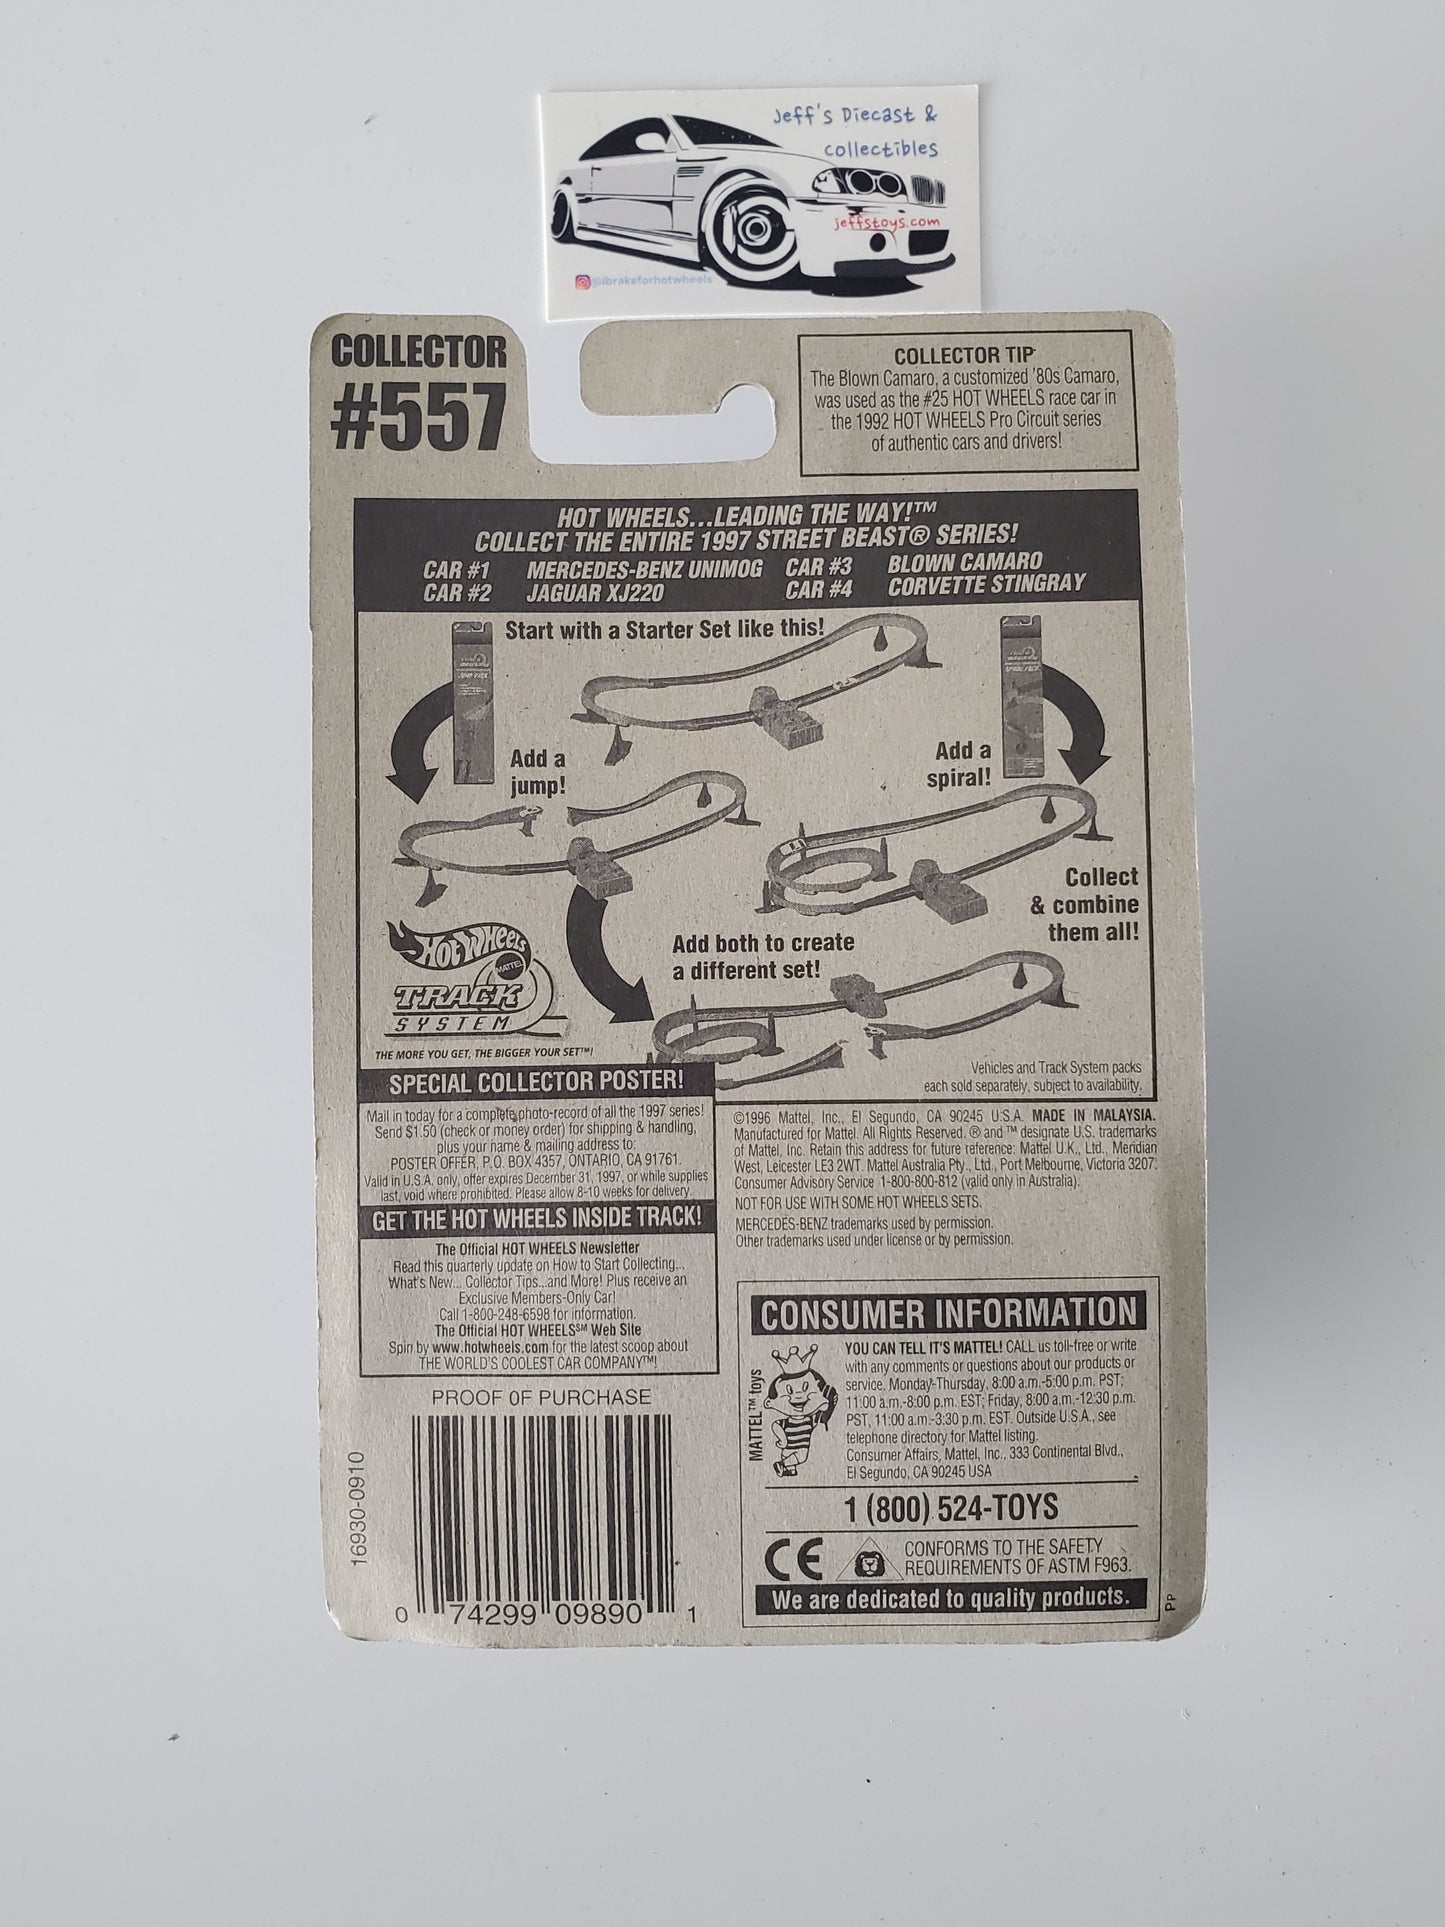 Jeff's Diecast &
collectibles
jeffstoys.com
@ibrakeforhotwheels
COLLECTOR
#557
COLLECTOR TIP
The Blown Camaro, a customized '80s Camaro,
was used as the #25 HOT WHEELS race car in
the 1992 HOT WHEELS Pro Circuit series
of authentic cars and drivers!
HOT WHEELS...LEADING THE WAY!™
COLLECT THE ENTIRE 1997 STREET BEAST® SERIES!
CAR #1 MERCEDES-BENZ UNIMOG CAR #3 BLOWN CAMARO
CAR #2 JAGUAR XJ220 CAR #4 CORVETTE STINGRAY
Start with a Starter Set like this!
JUMP PACK
SPIRAL PACK
Add a
jump!
Add a
spiral!
Collect
& combine
them all!
Add both to create
a different set!
Hot Wheels
MATTEL
TRACK
SYSTEM
THE MORE YOU GET, THE BIGGER YOUR SET™!
Vehicles and Track System packs
each sold separately, subject to availability.
SPECIAL COLLECTOR POSTER!
Mail in today for a complete photo-record of all the 1997 series!
Send $1.50 (check or money order) for shipping & handling,
plus your name & mailing address to:
POSTER OFFER, P.O. BOX 4357, ONTARIO, CA 91761.
Valid in U.S.A. only, offer expires December 31, 1997, or while supplies
last, void where prohibited. Please allow 8-10 weeks for delivery.
GET THE HOT WHEELS INSIDE TRACK!
The Official HOT WHEELS Newsletter
Read this quarterly update on How to Start Collecting...
What's New... Collector Tips...and More! Plus receive an
Exclusive Members-Only Car!
Call 1-800-248-6598 for information.
The Official HOT WHEELS℠ Web Site
Spin by www.hotwheels.com for the latest scoop about
THE WORLD'S COOLEST CAR COMPANY™!
©1996 Mattel, Inc., El Segundo, CA 90245 U.S.A. MADE IN MALAYSIA.
Manufactured for Mattel. All Rights Reserved. ® and ™ designate U.S. trademarks
of Mattel, Inc. Retain this address for future reference: Mattel U.K., Ltd., Meridian
West, Leicester LE3 2WT. Mattel Australia Pty., Ltd., Port Melbourne, Victoria 3207.
Consumer Advisory Service 1-800-800-812 (valid only in Australia).
NOT FOR USE WITH SOME HOT WHEELS SETS.
MERCEDES-BENZ trademarks used by permission.
Other trademarks used under license or by permission.
PROOF OF PURCHASE
16930-0910
0 74299 09890 1
CONSUMER INFORMATION
MATTEL™ toys
YOU CAN TELL IT'S MATTEL! CALL us toll-free or write
with any comments or questions about our products or
service. Monday-Thursday, 8:00 a.m.-5:00 p.m. PST;
11:00 a.m.-8:00 p.m. EST; Friday, 8:00 a.m.-12:30 p.m.
PST, 11:00 a.m.-3:30 p.m. EST. Outside U.S.A., see
telephone directory for Mattel listing.
Consumer Affairs, Mattel, Inc., 333 Continental Blvd.,
El Segundo, CA 90245 USA
1 (800) 524-TOYS
CE
CONFORMS TO THE SAFETY
REQUIREMENTS OF ASTM F963.
We are dedicated to quality products.
PP